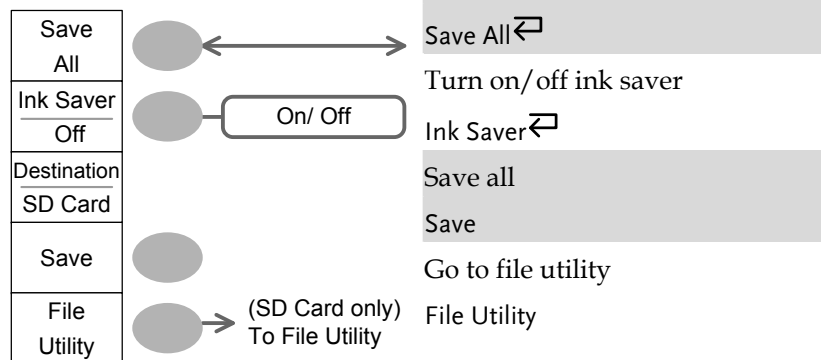 Save
All
Ink Saver
Off
Destination
SD Card
Save
File
Utility
On/ Off
(SD Card only)
To File Utility
Save All
Turn on/off ink saver
Ink Saver
Save all
Save
Go to file utility
File Utility